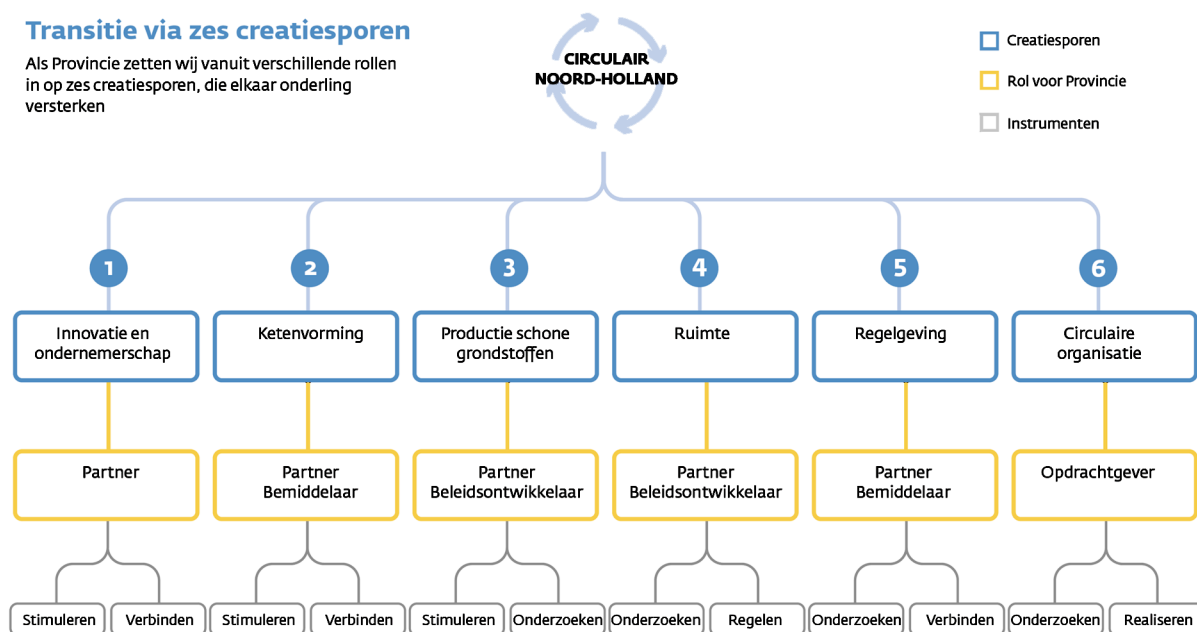 Transitie via zes creatiesporen
Als Provincie zetten wij vanuit verschillende rollen
in op zes creatiesporen, die elkaar onderling
versterken
CIRCULAIR
NOORD-HOLLAND
Creatiesporen
Rol voor Provincie
Instrumenten
1
2
3
4
5
6
Innovatie en
ondernemerschap
Ketenvorming
Productie schone
grondstoffen
Ruimte
Regelgeving
Circulaire
organisatie
Partner
Partner
Bemiddelaar
Partner
Beleidsontwikkelaar
Partner
Beleidsontwikkelaar
Partner
Bemiddelaar
Opdrachtgever
Stimuleren
Verbinden
Stimuleren
Verbinden
Stimuleren
Onderzoeken
Onderzoeken
Regelen
Onderzoeken
Verbinden
Onderzoeken
Realiseren